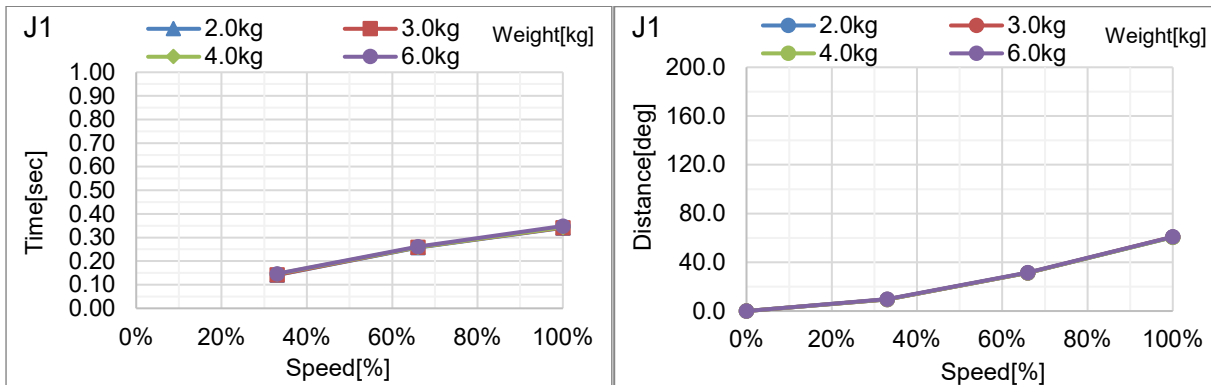 J1
2.0kg 3.0kg
4.0kg 6.0kg
Weight[kg]
1.00
0.90
0.80
0.70
0.60
0.50
0.40
0.30
0.20
0.10
0.00
Time[sec]
0% 20% 40% 60% 80% 100%
Speed[%]
J1
2.0kg 3.0kg
4.0kg 6.0kg
Weight[kg]
200.0
160.0
120.0
80.0
40.0
0.0
Distance[deg]
0% 20% 40% 60% 80% 100%
Speed[%]